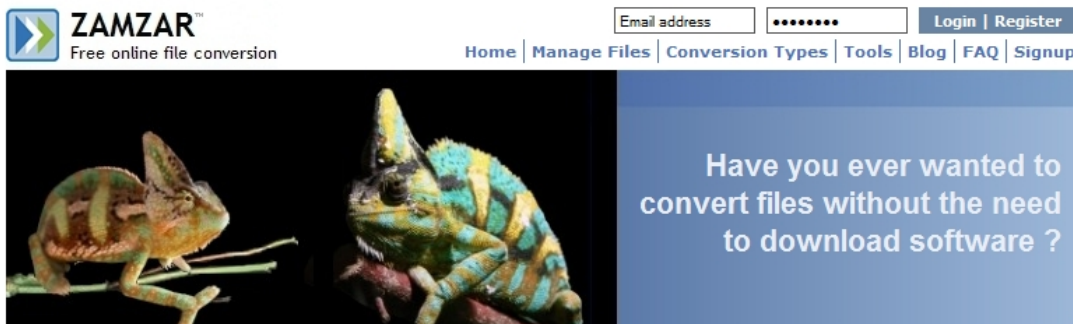 ZAMZAR™
Free online file conversion
Email address
Login | Register
Home | Manage Files | Conversion Types | Tools | Blog | FAQ | Signup
Have you ever wanted to
convert files without the need
to download software ?